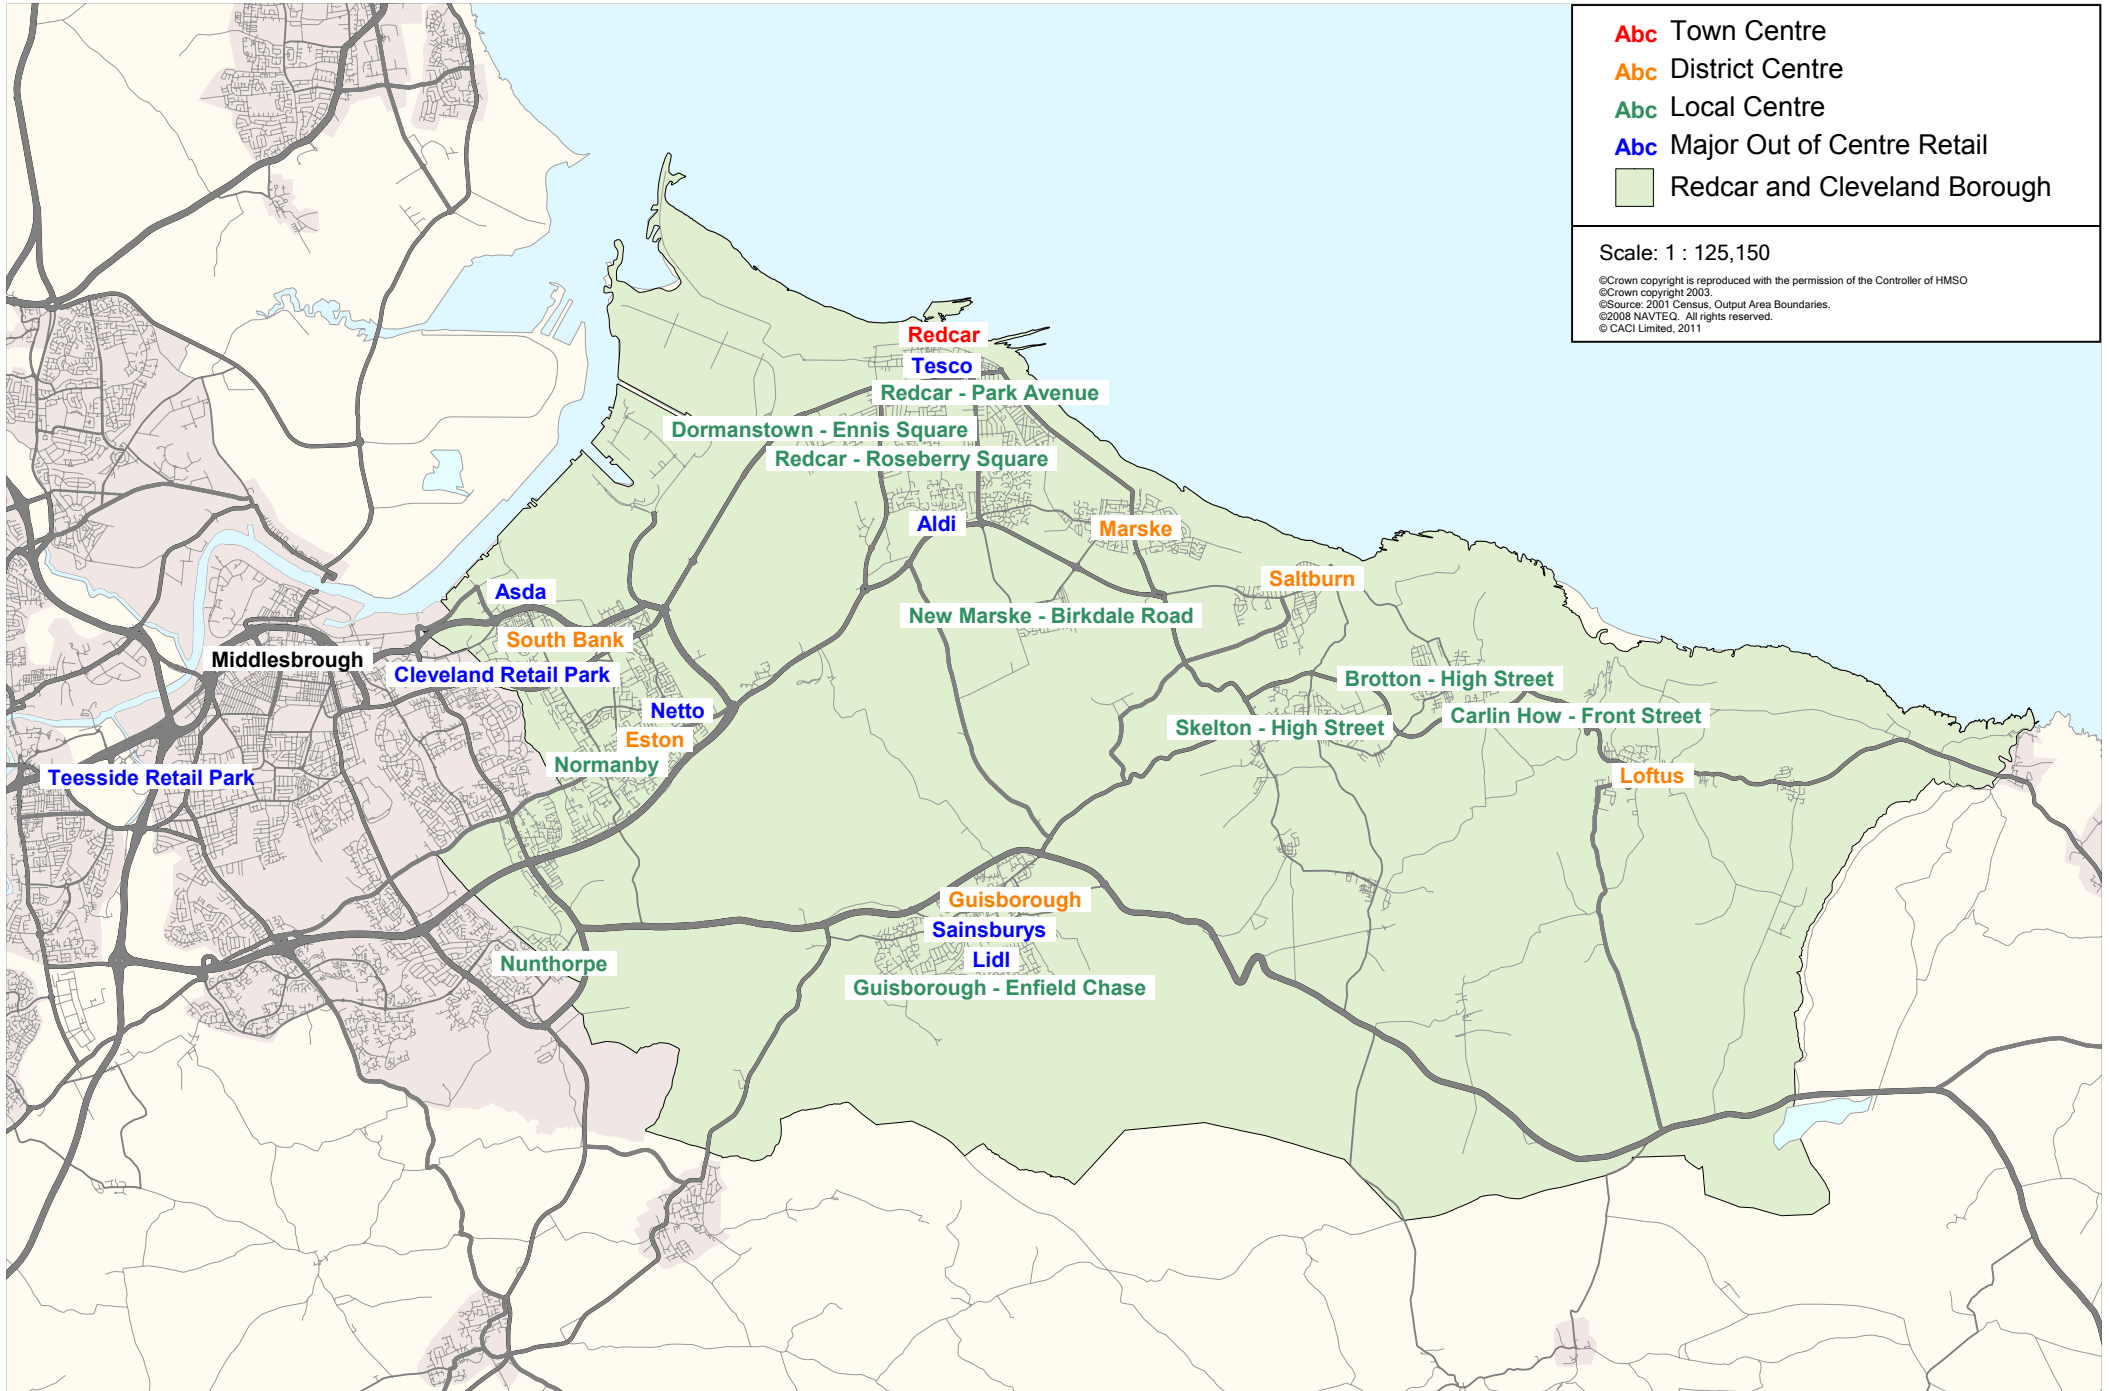 Abc Town Centre
Abc District Centre
Abc Local Centre
Abc Major Out of Centre Retail
Redcar and Cleveland Borough
Scale: 1 : 125,150
©Crown copyright is reproduced with the permission of the Controller of HMSO
©Crown copyright 2003.
©Source: 2001 Census, Output Area Boundaries.
©2008 NAVTEQ. All rights reserved.
© CACI Limited, 2011
Redcar
Tesco
Redcar - Park Avenue
Dormanstown - Ennis Square
Redcar - Roseberry Square
Aldi
Marske
Saltburn
Asda
New Marske - Birkdale Road
South Bank
Middlesbrough
Cleveland Retail Park
Brotton - High Street
Netto
Carlin How - Front Street
Skelton - High Street
Eston
Normanby
Teesside Retail Park
Loftus
Guisborough
Sainsburys
Lidl
Nunthorpe
Guisborough - Enfield Chase